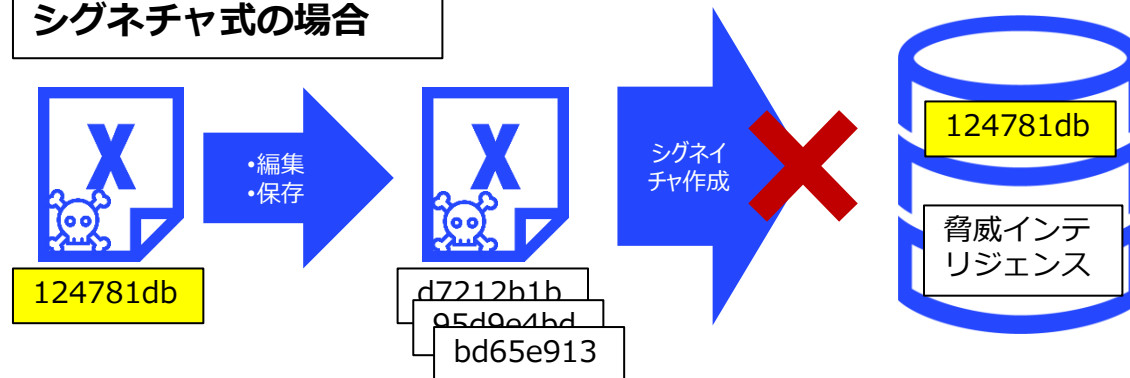 シグネチャ式の場合
X
•編集
•保存
124781db
X
d7212b1b
95d9e4bd
bd65e913
シグネイ
チャ作成
124781db
脅威インテ
リジェンス